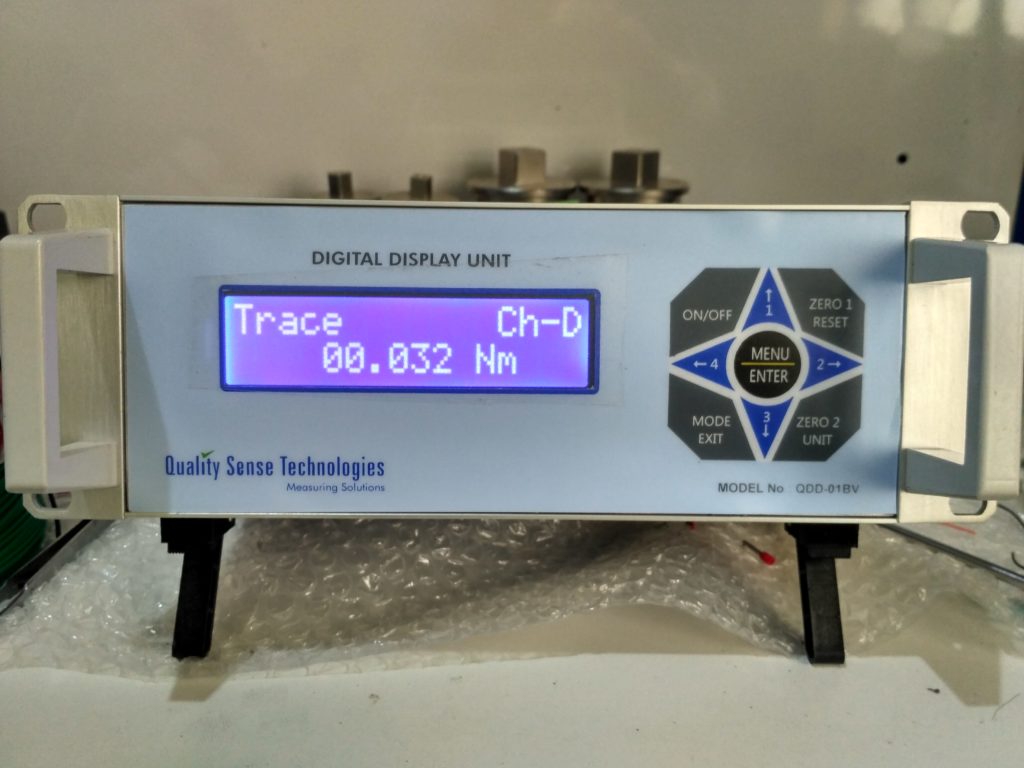 DIGITAL DISPLAY UNIT
Trace Ch-D
00.032 Nm
ON/OFF
↑
1
ZERO 1
RESET
←4
MENU
ENTER
2→
MODE
EXIT
3
↓
ZERO 2
UNIT
Quality Sense Technologies
Measuring Solutions
MODEL No QDD-01BV